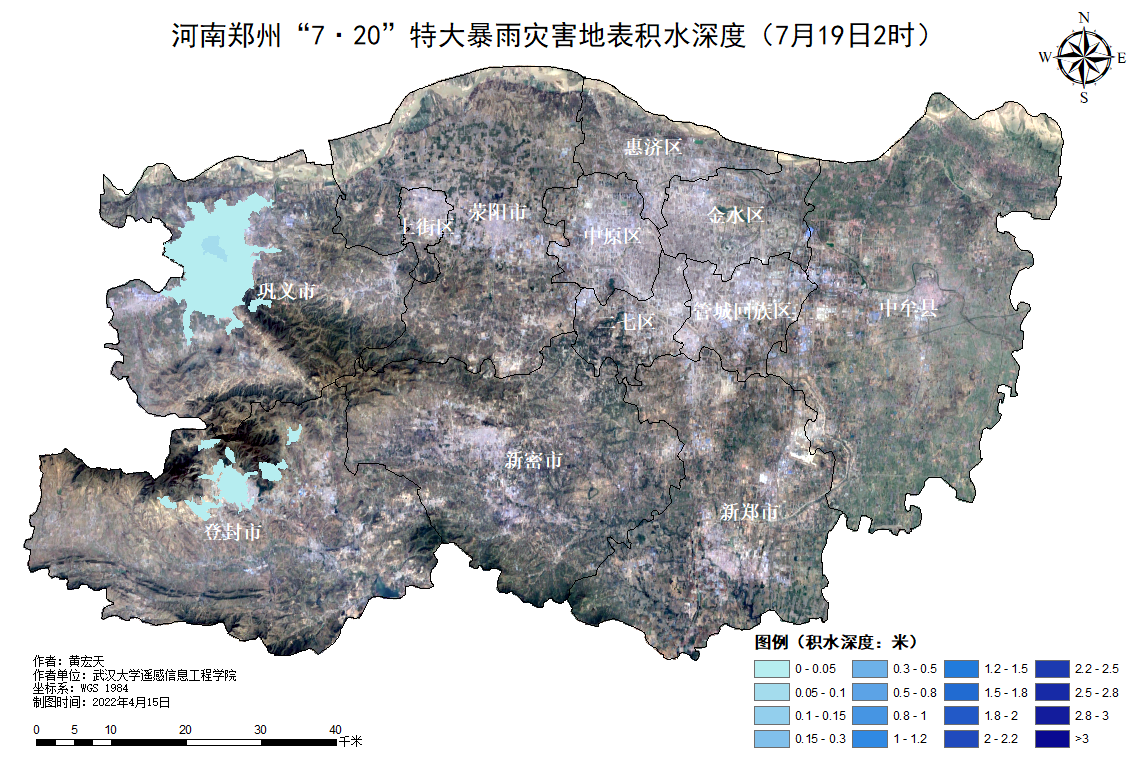 河南郑州“7·20”特大暴雨灾害地表积水深度（7月19日2时）
N
W
E
S
惠济区
上街区
荥阳市
中原区
金水区
巩义市
二七区
管城回族区
中牟县
新密市
登封市
新郑市
图例（积水深度：米）
0 - 0.05
0.3 - 0.5
1.2 - 1.5
2.2 - 2.5
0.05 - 0.1
0.5 - 0.8
1.5 - 1.8
2.5 - 2.8
0.1 - 0.15
0.8 - 1
1.8 - 2
2.8 - 3
0.15 - 0.3
1 - 1.2
2 - 2.2
>3
作者：黄宏天
作者单位：武汉大学遥感信息工程学院
坐标系：WGS 1984
制图时间：2022年4月15日
0 5 10 20 30 40
千米